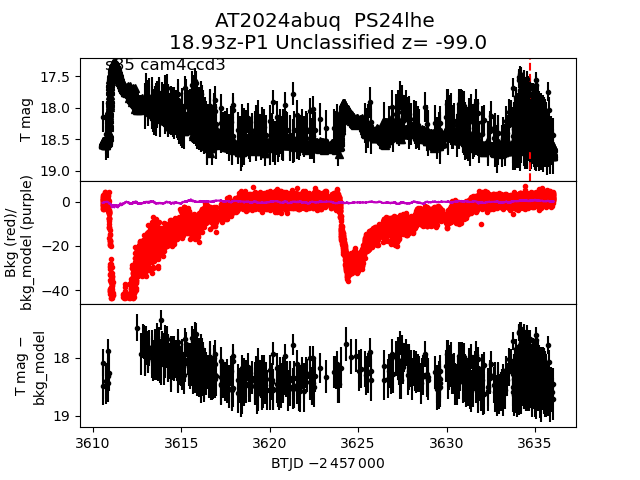 AT2024abuq PS24lhe
18.93z-P1 Unclassified z= -99.0
s85 cam4ccd3
17.5
18.0
18.5
19.0
T mag
0
−20
−40
Bkg (red)/
bkg_model (purple)
18
19
T mag −
bkg_model
3610
3615
3620
3625
3630
3635
BTJD −2 457 000